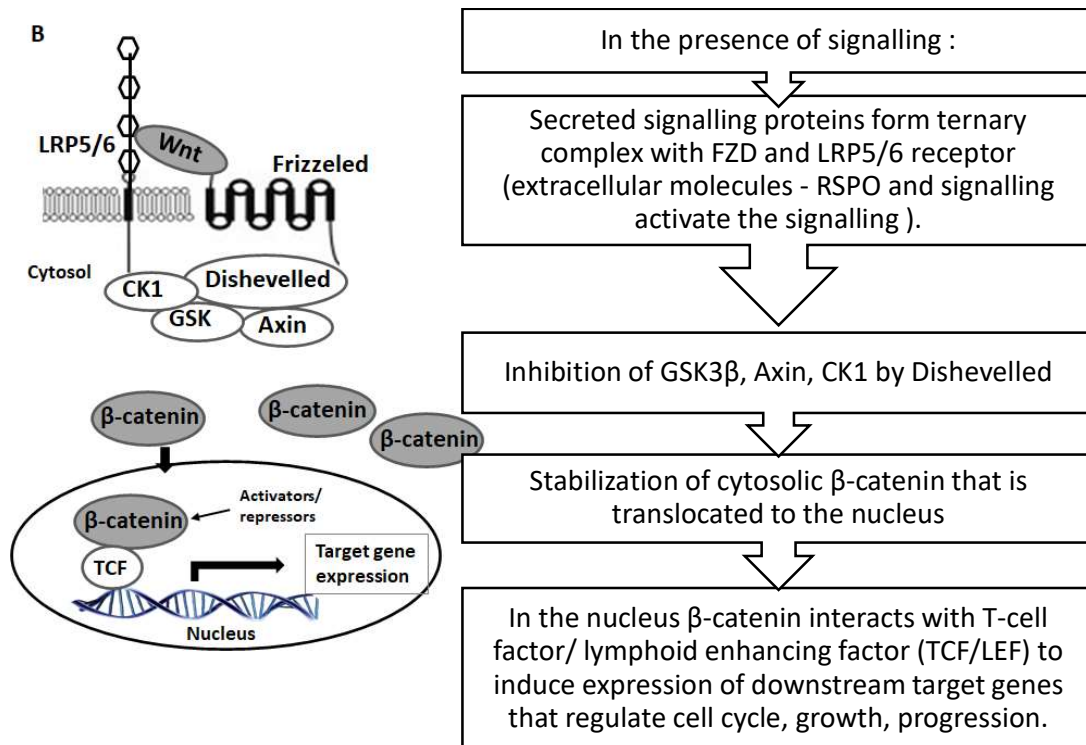 B
LRP5/6
Wnt
Frizzeled
Cytosol
CK1
Dishevelled
GSK
Axin
β-catenin
β-catenin
β-catenin
β-catenin
Activators/
repressors
TCF
Target gene
expression
Nucleus
In the presence of signalling :
Secreted signalling proteins form ternary
complex with FZD and LRP5/6 receptor
(extracellular molecules - RSPO and signalling
activate the signalling ).
Inhibition of GSK3β, Axin, CK1 by Dishevelled
Stabilization of cytosolic β-catenin that is
translocated to the nucleus
In the nucleus β-catenin interacts with T-cell
factor/ lymphoid enhancing factor (TCF/LEF) to
induce expression of downstream target genes
that regulate cell cycle, growth, progression.